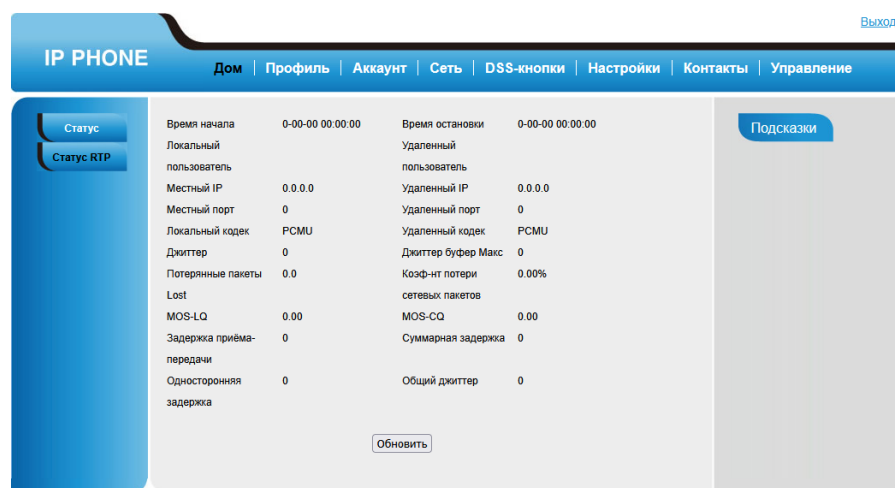 Выход
IP PHONE
Дом | Профиль | Аккаунт | Сеть | DSS-кнопки | Настройки | Контакты | Управление
Статус
Статус RTP
Время начала 0-00-00 00:00:00 Время остановки 0-00-00 00:00:00
Локальный Удаленный
пользователь пользователь
Местный IP 0.0.0.0 Удаленный IP 0.0.0.0
Местный порт 0 Удаленный порт 0
Локальный кодек PCMU Удаленный кодек PCMU
Джиттер 0 Джиттер буфер Макс 0
Потерянные пакеты 0.0 Коэф-нт потери 0.00%
Lost сетевых пакетов
MOS-LQ 0.00 MOS-CQ 0.00
Задержка приёма- 0 Суммарная задержка 0
передачи
Односторонняя 0 Общий джиттер 0
задержка
Обновить
Подсказки